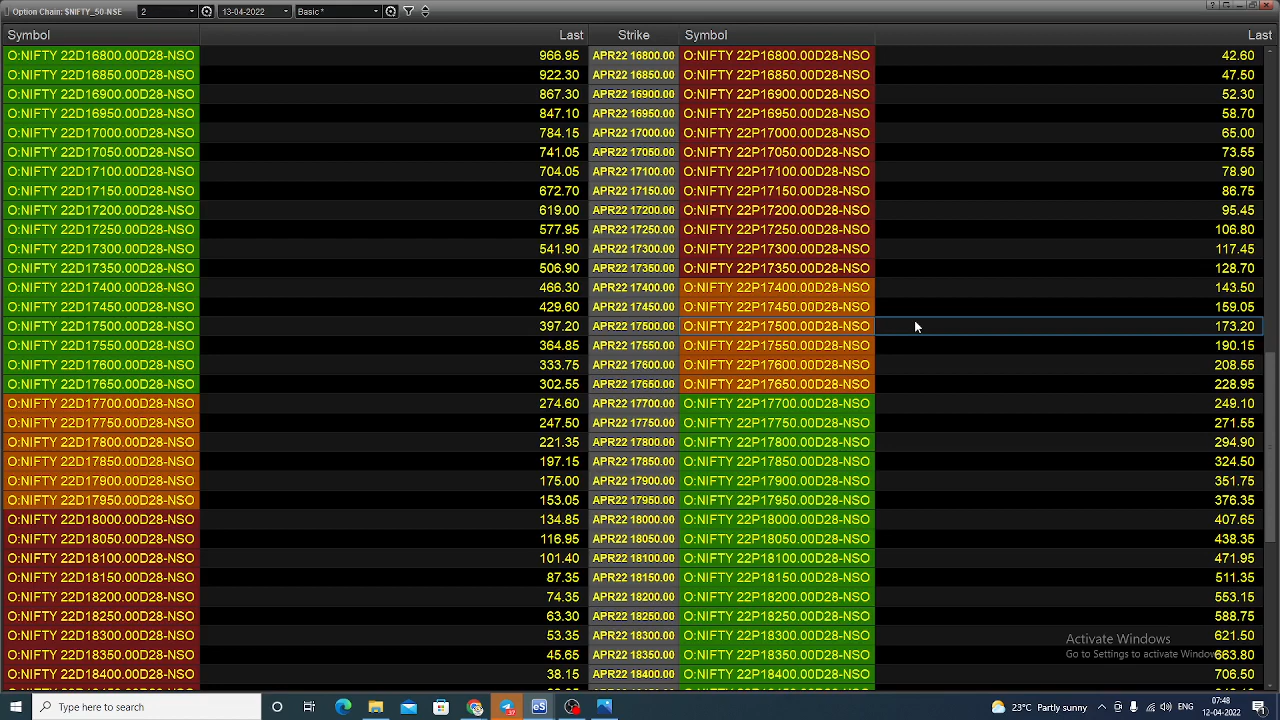 Option Chain: $NIFTY_50 NSE 2 13-04-2022 Basic*
Symbol Last Strike Symbol Last
O:NIFTY 22D16800.00D28-NSO 966.95 APR22 16800.00 O:NIFTY 22P16800.00D28-NSO 42.60
O:NIFTY 22D16850.00D28-NSO 922.30 APR22 16850.00 O:NIFTY 22P16850.00D28-NSO 47.50
O:NIFTY 22D16900.00D28-NSO 867.30 APR22 16900.00 O:NIFTY 22P16900.00D28-NSO 52.30
O:NIFTY 22D16950.00D28-NSO 847.10 APR22 16950.00 O:NIFTY 22P16950.00D28-NSO 58.70
O:NIFTY 22D17000.00D28-NSO 784.15 APR22 17000.00 O:NIFTY 22P17000.00D28-NSO 65.00
O:NIFTY 22D17050.00D28-NSO 741.05 APR22 17050.00 O:NIFTY 22P17050.00D28-NSO 73.55
O:NIFTY 22D17100.00D28-NSO 704.05 APR22 17100.00 O:NIFTY 22P17100.00D28-NSO 78.90
O:NIFTY 22D17150.00D28-NSO 672.70 APR22 17150.00 O:NIFTY 22P17150.00D28-NSO 86.75
O:NIFTY 22D17200.00D28-NSO 619.00 APR22 17200.00 O:NIFTY 22P17200.00D28-NSO 95.45
O:NIFTY 22D17250.00D28-NSO 577.95 APR22 17250.00 O:NIFTY 22P17250.00D28-NSO 106.80
O:NIFTY 22D17300.00D28-NSO 541.90 APR22 17300.00 O:NIFTY 22P17300.00D28-NSO 117.45
O:NIFTY 22D17350.00D28-NSO 506.90 APR22 17350.00 O:NIFTY 22P17350.00D28-NSO 128.70
O:NIFTY 22D17400.00D28-NSO 466.30 APR22 17400.00 O:NIFTY 22P17400.00D28-NSO 143.50
O:NIFTY 22D17450.00D28-NSO 429.60 APR22 17450.00 O:NIFTY 22P17450.00D28-NSO 159.05
O:NIFTY 22D17500.00D28-NSO 397.20 APR22 17500.00 O:NIFTY 22P17500.00D28-NSO 173.20
O:NIFTY 22D17550.00D28-NSO 364.85 APR22 17550.00 O:NIFTY 22P17550.00D28-NSO 190.15
O:NIFTY 22D17600.00D28-NSO 333.75 APR22 17600.00 O:NIFTY 22P17600.00D28-NSO 208.55
O:NIFTY 22D17650.00D28-NSO 302.55 APR22 17650.00 O:NIFTY 22P17650.00D28-NSO 228.95
O:NIFTY 22D17700.00D28-NSO 274.60 APR22 17700.00 O:NIFTY 22P17700.00D28-NSO 249.10
O:NIFTY 22D17750.00D28-NSO 247.50 APR22 17750.00 O:NIFTY 22P17750.00D28-NSO 271.55
O:NIFTY 22D17800.00D28-NSO 221.35 APR22 17800.00 O:NIFTY 22P17800.00D28-NSO 294.90
O:NIFTY 22D17850.00D28-NSO 197.15 APR22 17850.00 O:NIFTY 22P17850.00D28-NSO 324.50
O:NIFTY 22D17900.00D28-NSO 175.00 APR22 17900.00 O:NIFTY 22P17900.00D28-NSO 351.75
O:NIFTY 22D17950.00D28-NSO 153.05 APR22 17950.00 O:NIFTY 22P17950.00D28-NSO 376.35
O:NIFTY 22D18000.00D28-NSO 134.85 APR22 18000.00 O:NIFTY 22P18000.00D28-NSO 407.65
O:NIFTY 22D18050.00D28-NSO 116.95 APR22 18050.00 O:NIFTY 22P18050.00D28-NSO 438.35
O:NIFTY 22D18100.00D28-NSO 101.40 APR22 18100.00 O:NIFTY 22P18100.00D28-NSO 471.95
O:NIFTY 22D18150.00D28-NSO 87.35 APR22 18150.00 O:NIFTY 22P18150.00D28-NSO 511.35
O:NIFTY 22D18200.00D28-NSO 74.35 APR22 18200.00 O:NIFTY 22P18200.00D28-NSO 553.15
O:NIFTY 22D18250.00D28-NSO 63.30 APR22 18250.00 O:NIFTY 22P18250.00D28-NSO 588.75
O:NIFTY 22D18300.00D28-NSO 53.35 APR22 18300.00 O:NIFTY 22P18300.00D28-NSO 621.50
Activate Windows
O:NIFTY 22D18350.00D28-NSO 45.65 APR22 18350.00 O:NIFTY 22P18350.00D28-NSO 663.80
Go to Settings to activate Windows
O:NIFTY 22D18400.00D28-NSO 38.15 APR22 18400.00 O:NIFTY 22P18400.00D28-NSO 706.50
Type here to search eS 23°C Partly sunny ENG 07:48
12-04-2022